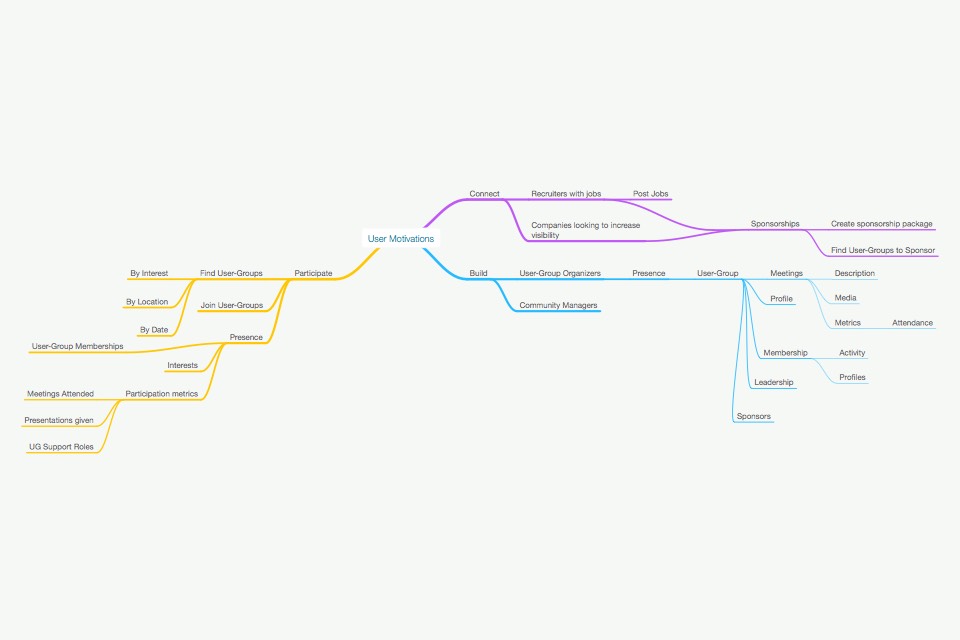 User Motivations
Connect
Recruiters with jobs
Post Jobs
Companies looking to increase
visibility
Sponsorships
Create sponsorship package
Find User-Groups to Sponsor
Build
User-Group Organizers
Presence
User-Group
Meetings
Description
Media
Metrics
Attendance
Profile
Membership
Activity
Profiles
Leadership
Sponsors
Community Managers
Participate
Find User-Groups
By Interest
By Location
By Date
Join User-Groups
Presence
User-Group Memberships
Interests
Participation metrics
Meetings Attended
Presentations given
UG Support Roles